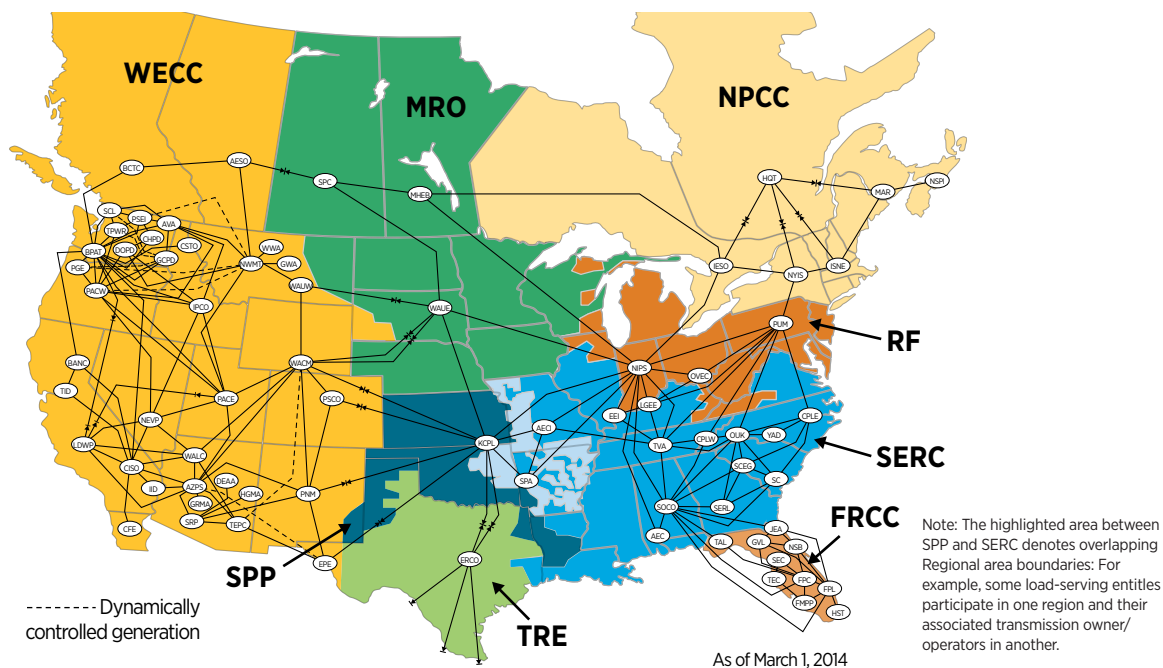 WECC
MRO
NPCC
BCTC
AESO
SPC
MHEB
HQT
MAR
NSPI
SCL
PSEI
AVA
TPWR
CHPD
BPAT
DOPD
CSTO
GCPD
PGE
PACW
NWMT
WWA
GWA
WAUW
IPCO
WAUE
IESO
NYIS
ISNE
PUM
RF
BANC
TID
WACM
PSCO
PACE
NEVP
NIPS
OVEC
LGEE
EEI
CPLE
LDWP
CISO
WALC
KCPL
AECI
TVA
CPLW
OUK
YAD
SERC
IID
AZPS
DEAA
GRMA
HGMA
PNM
SPA
SCEG
SC
CFE
SRP
TEPC
SOCO
SERL
EPE
SPP
ERCO
TRE
AEC
TAL
JEA
GVL
NSB
SEC
TEC
FPC
FPL
FMPP
HST
FRCC
Note: The highlighted area between
SPP and SERC denotes overlapping
Regional area boundaries: For
example, some load-serving entitles
participate in one region and their
associated transmission owner/
operators in another.
Dynamically
controlled generation
As of March 1, 2014